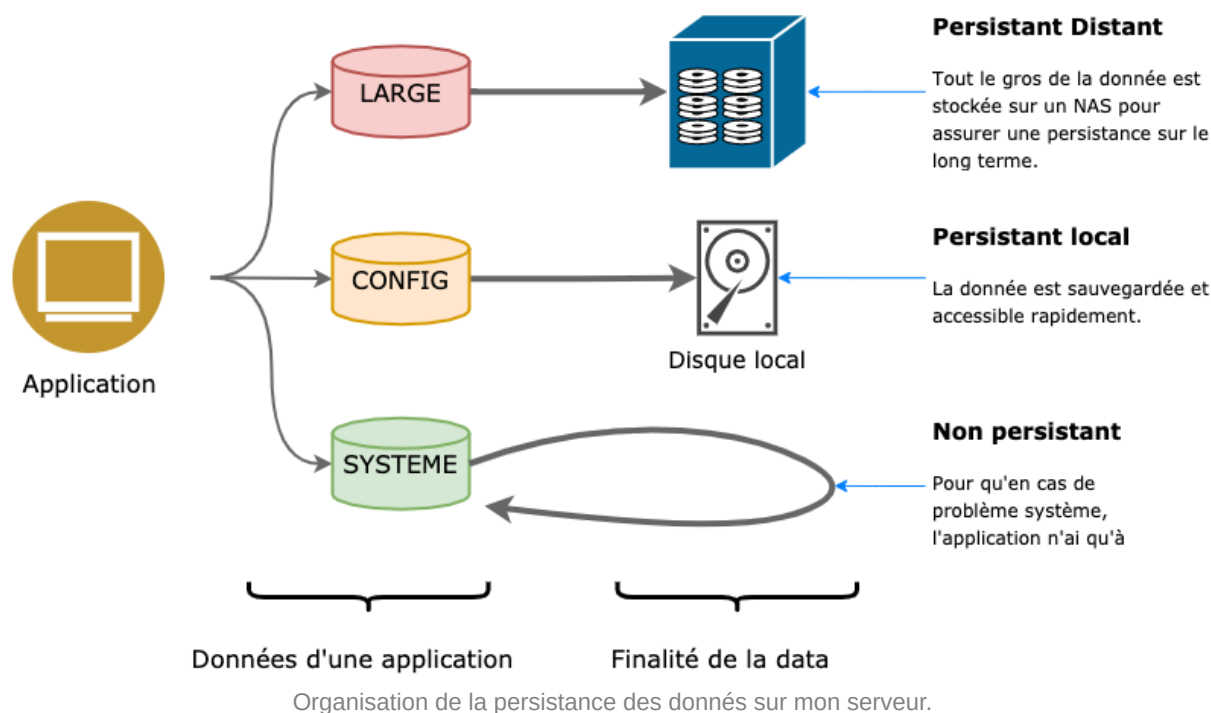 LARGE
Persistant Distant
Tout le gros de la donnée est
stockée sur un NAS pour
assurer une persistance sur le
long terme.
Application
CONFIG
Disque local
Persistant local
La donnée est sauvegardée et
accessible rapidement.
SYSTEME
Non persistant
Pour qu'en cas de
problème système,
l'application n'ai qu'à
Données d'une application
Finalité de la data
Organisation de la persistance des donnés sur mon serveur.